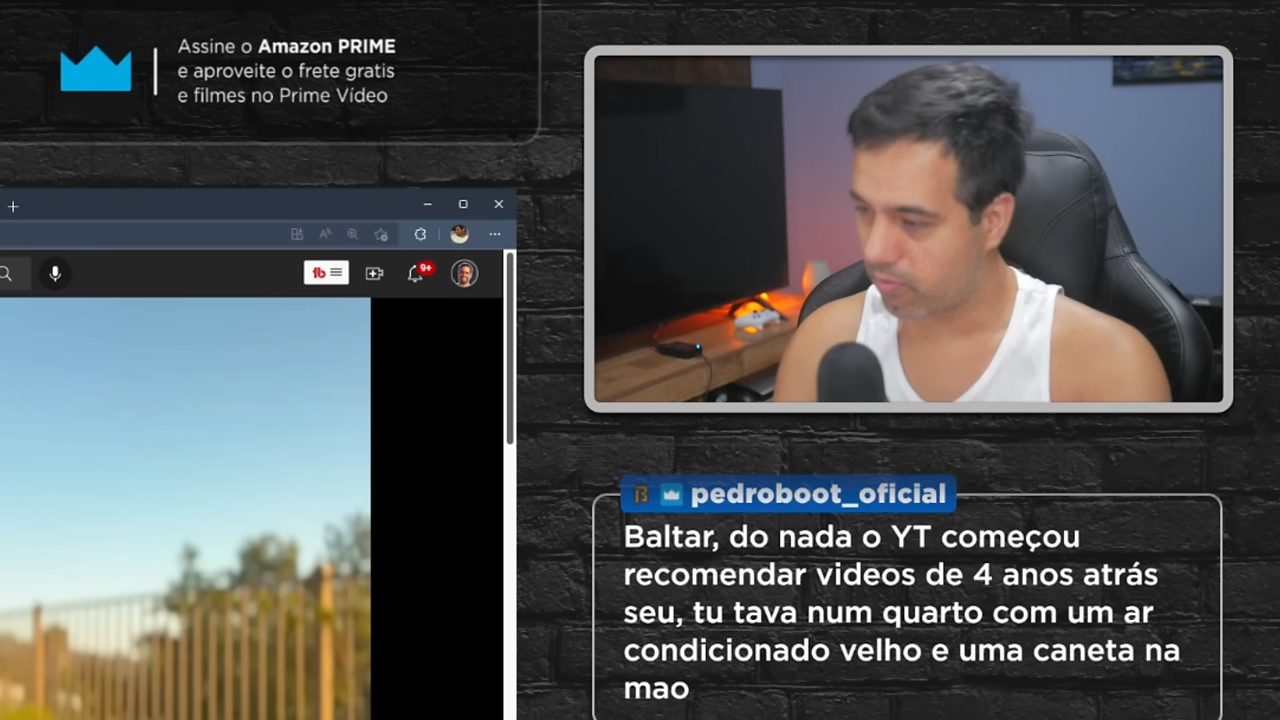 Assine o Amazon PRIME
e aproveite o frete gratis
e filmes no Prime Vídeo
9+
pedroboot_oficial
Baltar, do nada o YT começou
recomendar videos de 4 anos atrás
seu, tu tava num quarto com um ar
condicionado velho e uma caneta na
mao